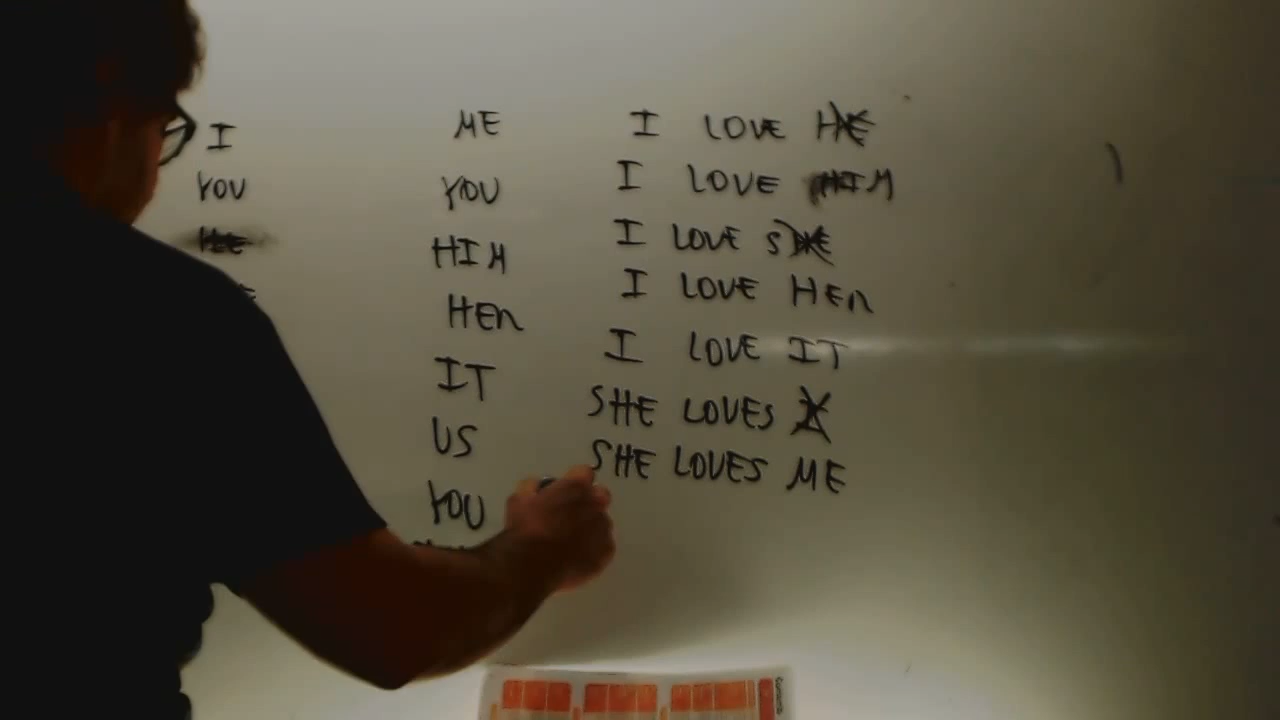 I ME I LOVE HE
YOU YOU I LOVE HIM
HE HIM I LOVE SHE
HER I LOVE HER
IT I LOVE IT
US SHE LOVES I
YOU SHE LOVES ME